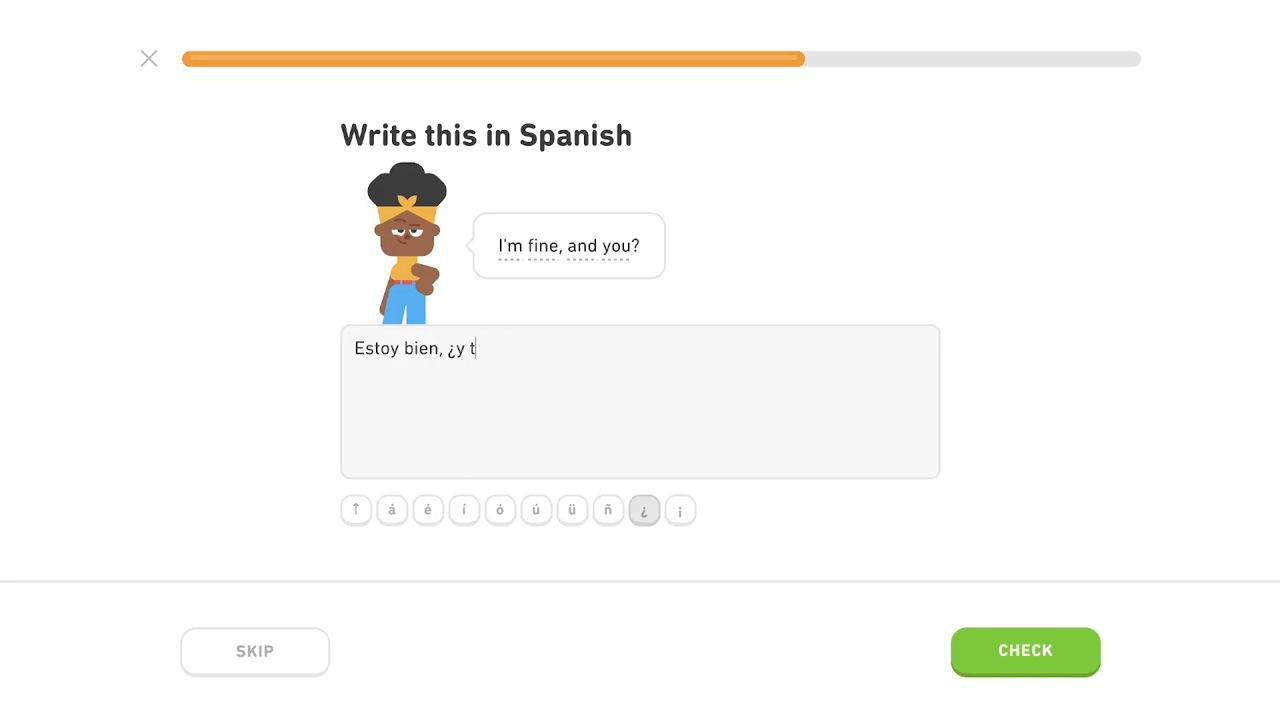 Write this in Spanish
I'm fine, and you?
Estoy bien, ¿y t
↑ á é í ó ú ü ñ ¿ ¡
SKIP
CHECK